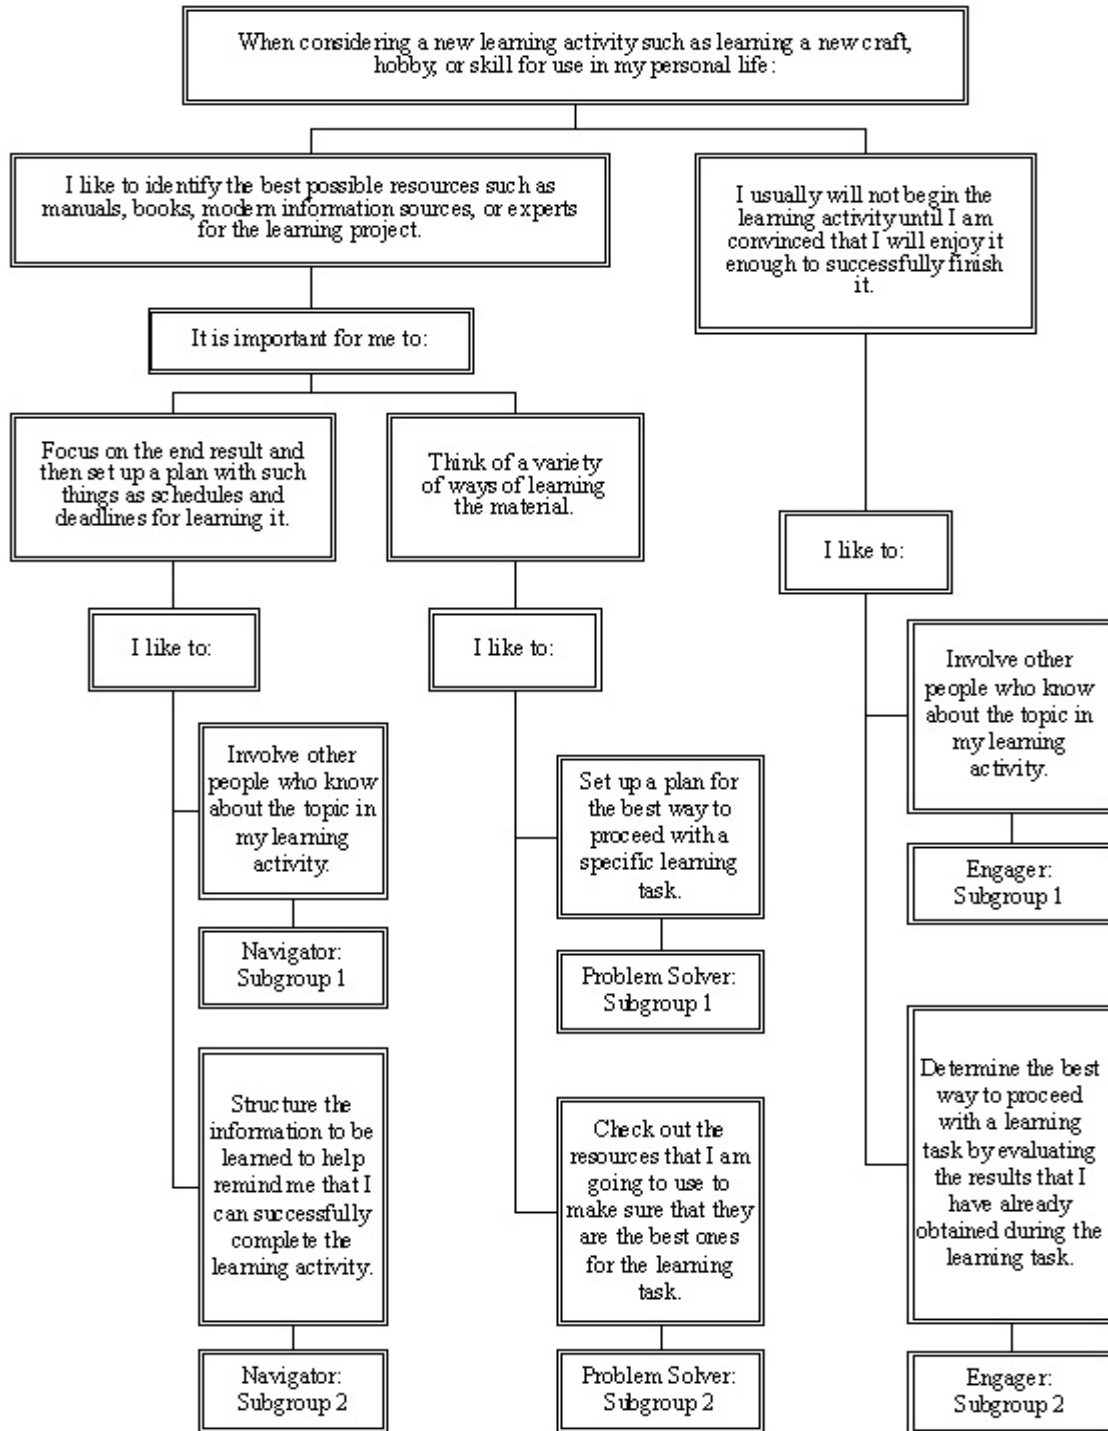 When considering a new learning activity such as learning a new craft,
hobby, or skill for use in my personal life:
I like to identify the best possible resources such as
manuals, books, modern information sources, or experts
for the learning project.
I usually will not begin the
learning activity until I am
convinced that I will enjoy it
enough to successfully finish
it.
It is important for me to:
Focus on the end result and
then set up a plan with such
things as schedules and
deadlines for learning it.
Think of a variety
of ways of learning
the material.
I like to:
I like to:
I like to:
Involve other
people who know
about the topic in
my learning
activity.
Navigator:
Subgroup 1
Structure the
information to be
learned to help
remind me that I
can successfully
complete the
learning activity.
Navigator:
Subgroup 2
Set up a plan for
the best way to
proceed with a
specific learning
task.
Problem Solver:
Subgroup 1
Check out the
resources that I am
going to use to
make sure that they
are the best ones
for the learning
task.
Problem Solver:
Subgroup 2
Involve other
people who know
about the topic in
my learning
activity.
Engager:
Subgroup 1
Determine the best
way to proceed
with a learning
task by evaluating
the results that I
have already
obtained during the
learning task.
Engager:
Subgroup 2